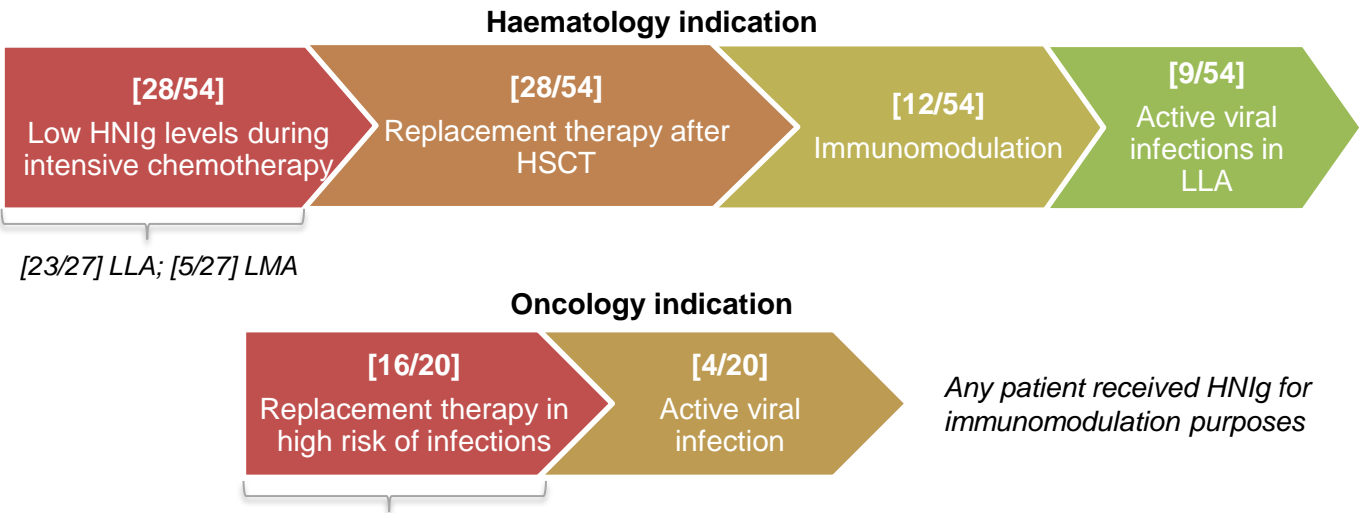 Haematology indication
[28/54]
Low HNIg levels during
intensive chemotherapy
[28/54]
Replacement therapy after
HSCT
[12/54]
Immunomodulation
[9/54]
Active viral
infections in
LLA
[23/27] LLA; [5/27] LMA
Oncology indication
[16/20]
Replacement therapy in
high risk of infections
[4/20]
Active viral
infection
Any patient received HNIg for
immunomodulation purposes